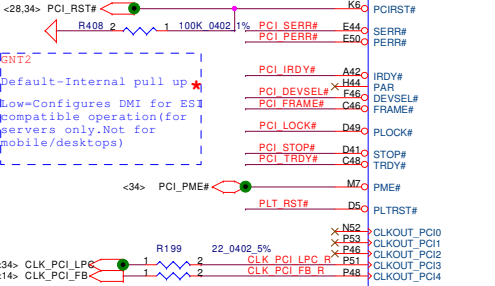 <28,34> PCI_RST# K6 PCIRST#
R408 2 1 100K_0402_1% PCI_SERR# E44 SERR#
PCI_PERR# E50 PERR#
GNT2
Default-Internal pull up
Low=Configures DMI for ESI
compatible operation(for
servers only.Not for
mobile/desktops)
*
PCI_IRDY# A42 IRDY#
H44 PAR
PCI_DEVSEL# F46 DEVSEL#
PCI_FRAME# C46 FRAME#
PCI_LOCK# D49 PLOCK#
PCI_STOP# D41 STOP#
PCI_TRDY# C48 TRDY#
<34> PCI_PME# M7 PME#
PLT_RST# D5 PLTRST#
N52 CLKOUT_PCI0
P53 CLKOUT_PCI1
R199 22_0402_5% P46 CLKOUT_PCI2
:34> CLK_PCI_LPC 1 2 CLK_PCI_LPC_R P51 CLKOUT_PCI3
:14> CLK_PCI_FB 1 2 CLK_PCI_FB_R P48 CLKOUT_PCI4